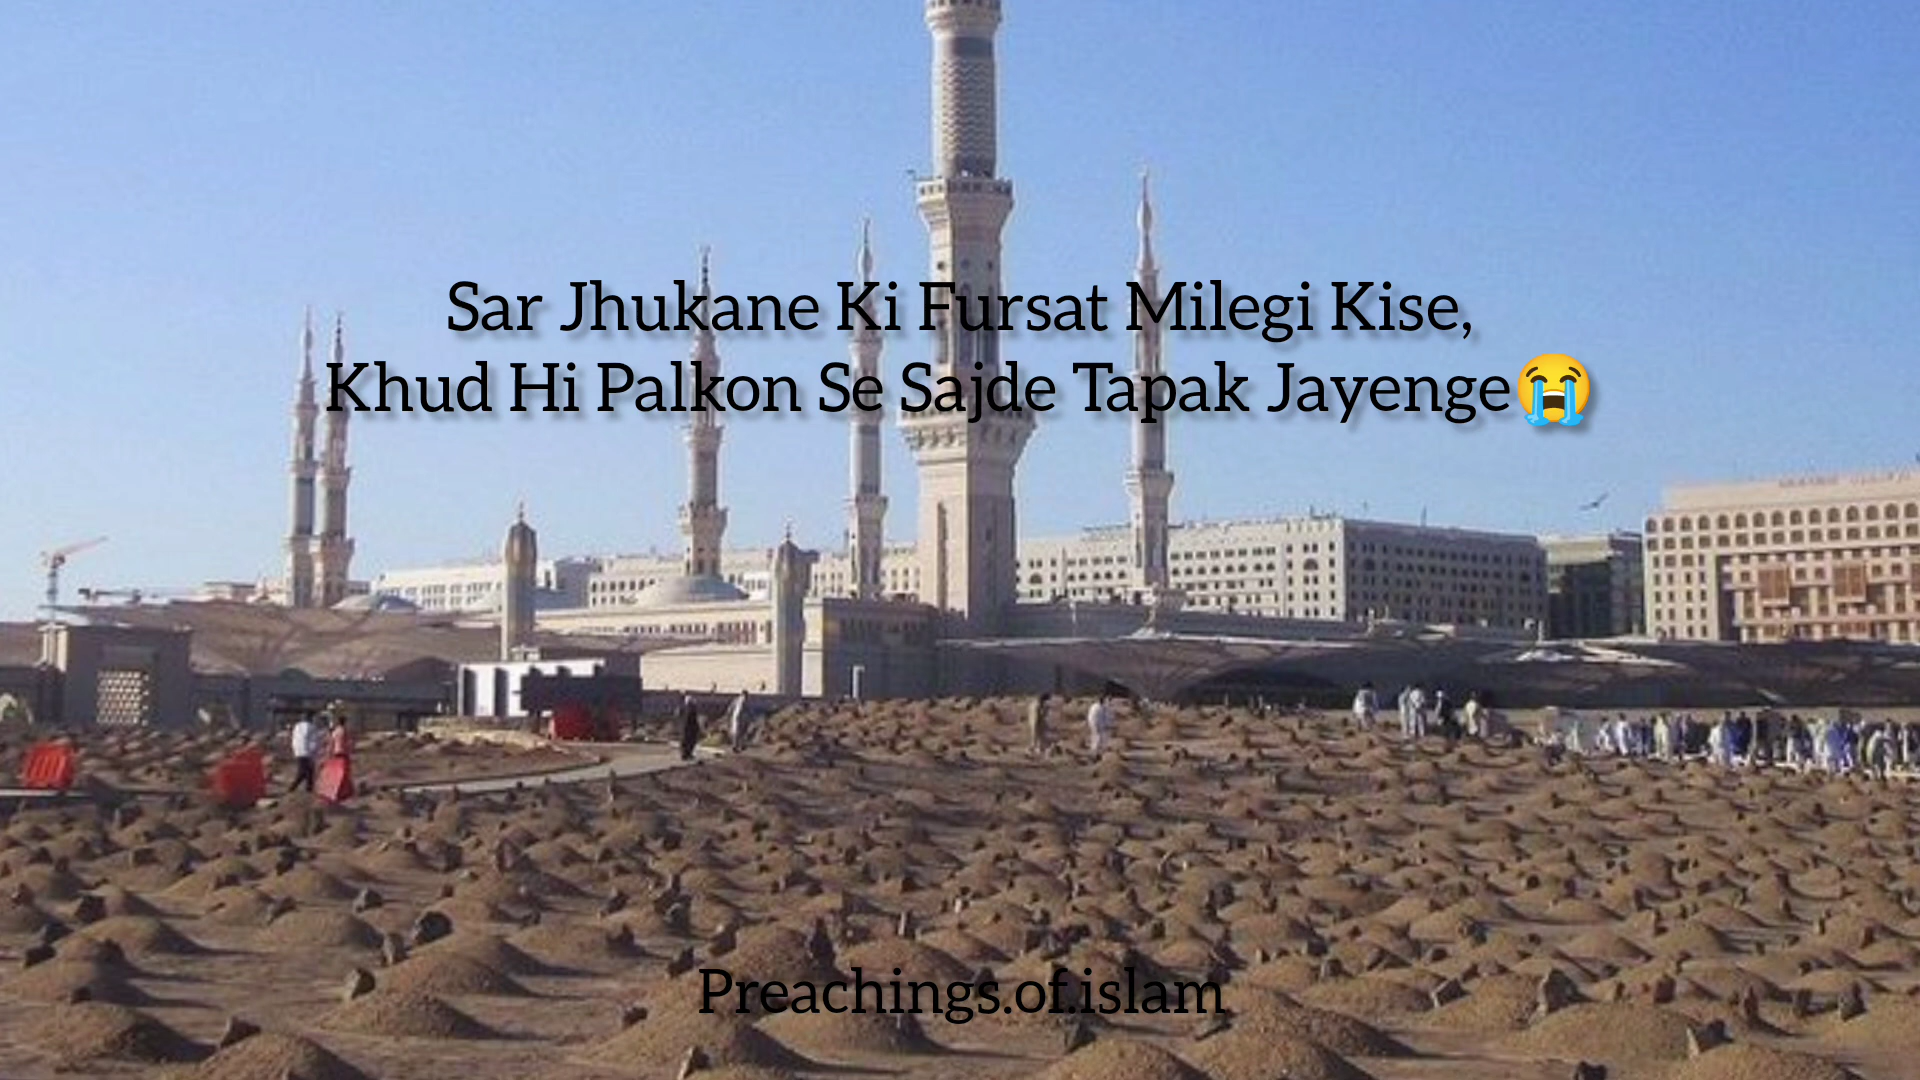 Sar Jhukane Ki Fursat Milegi Kise,
Khud Hi Palkon Se Sajde Tapak Jayenge😭
Preachings.of.islam